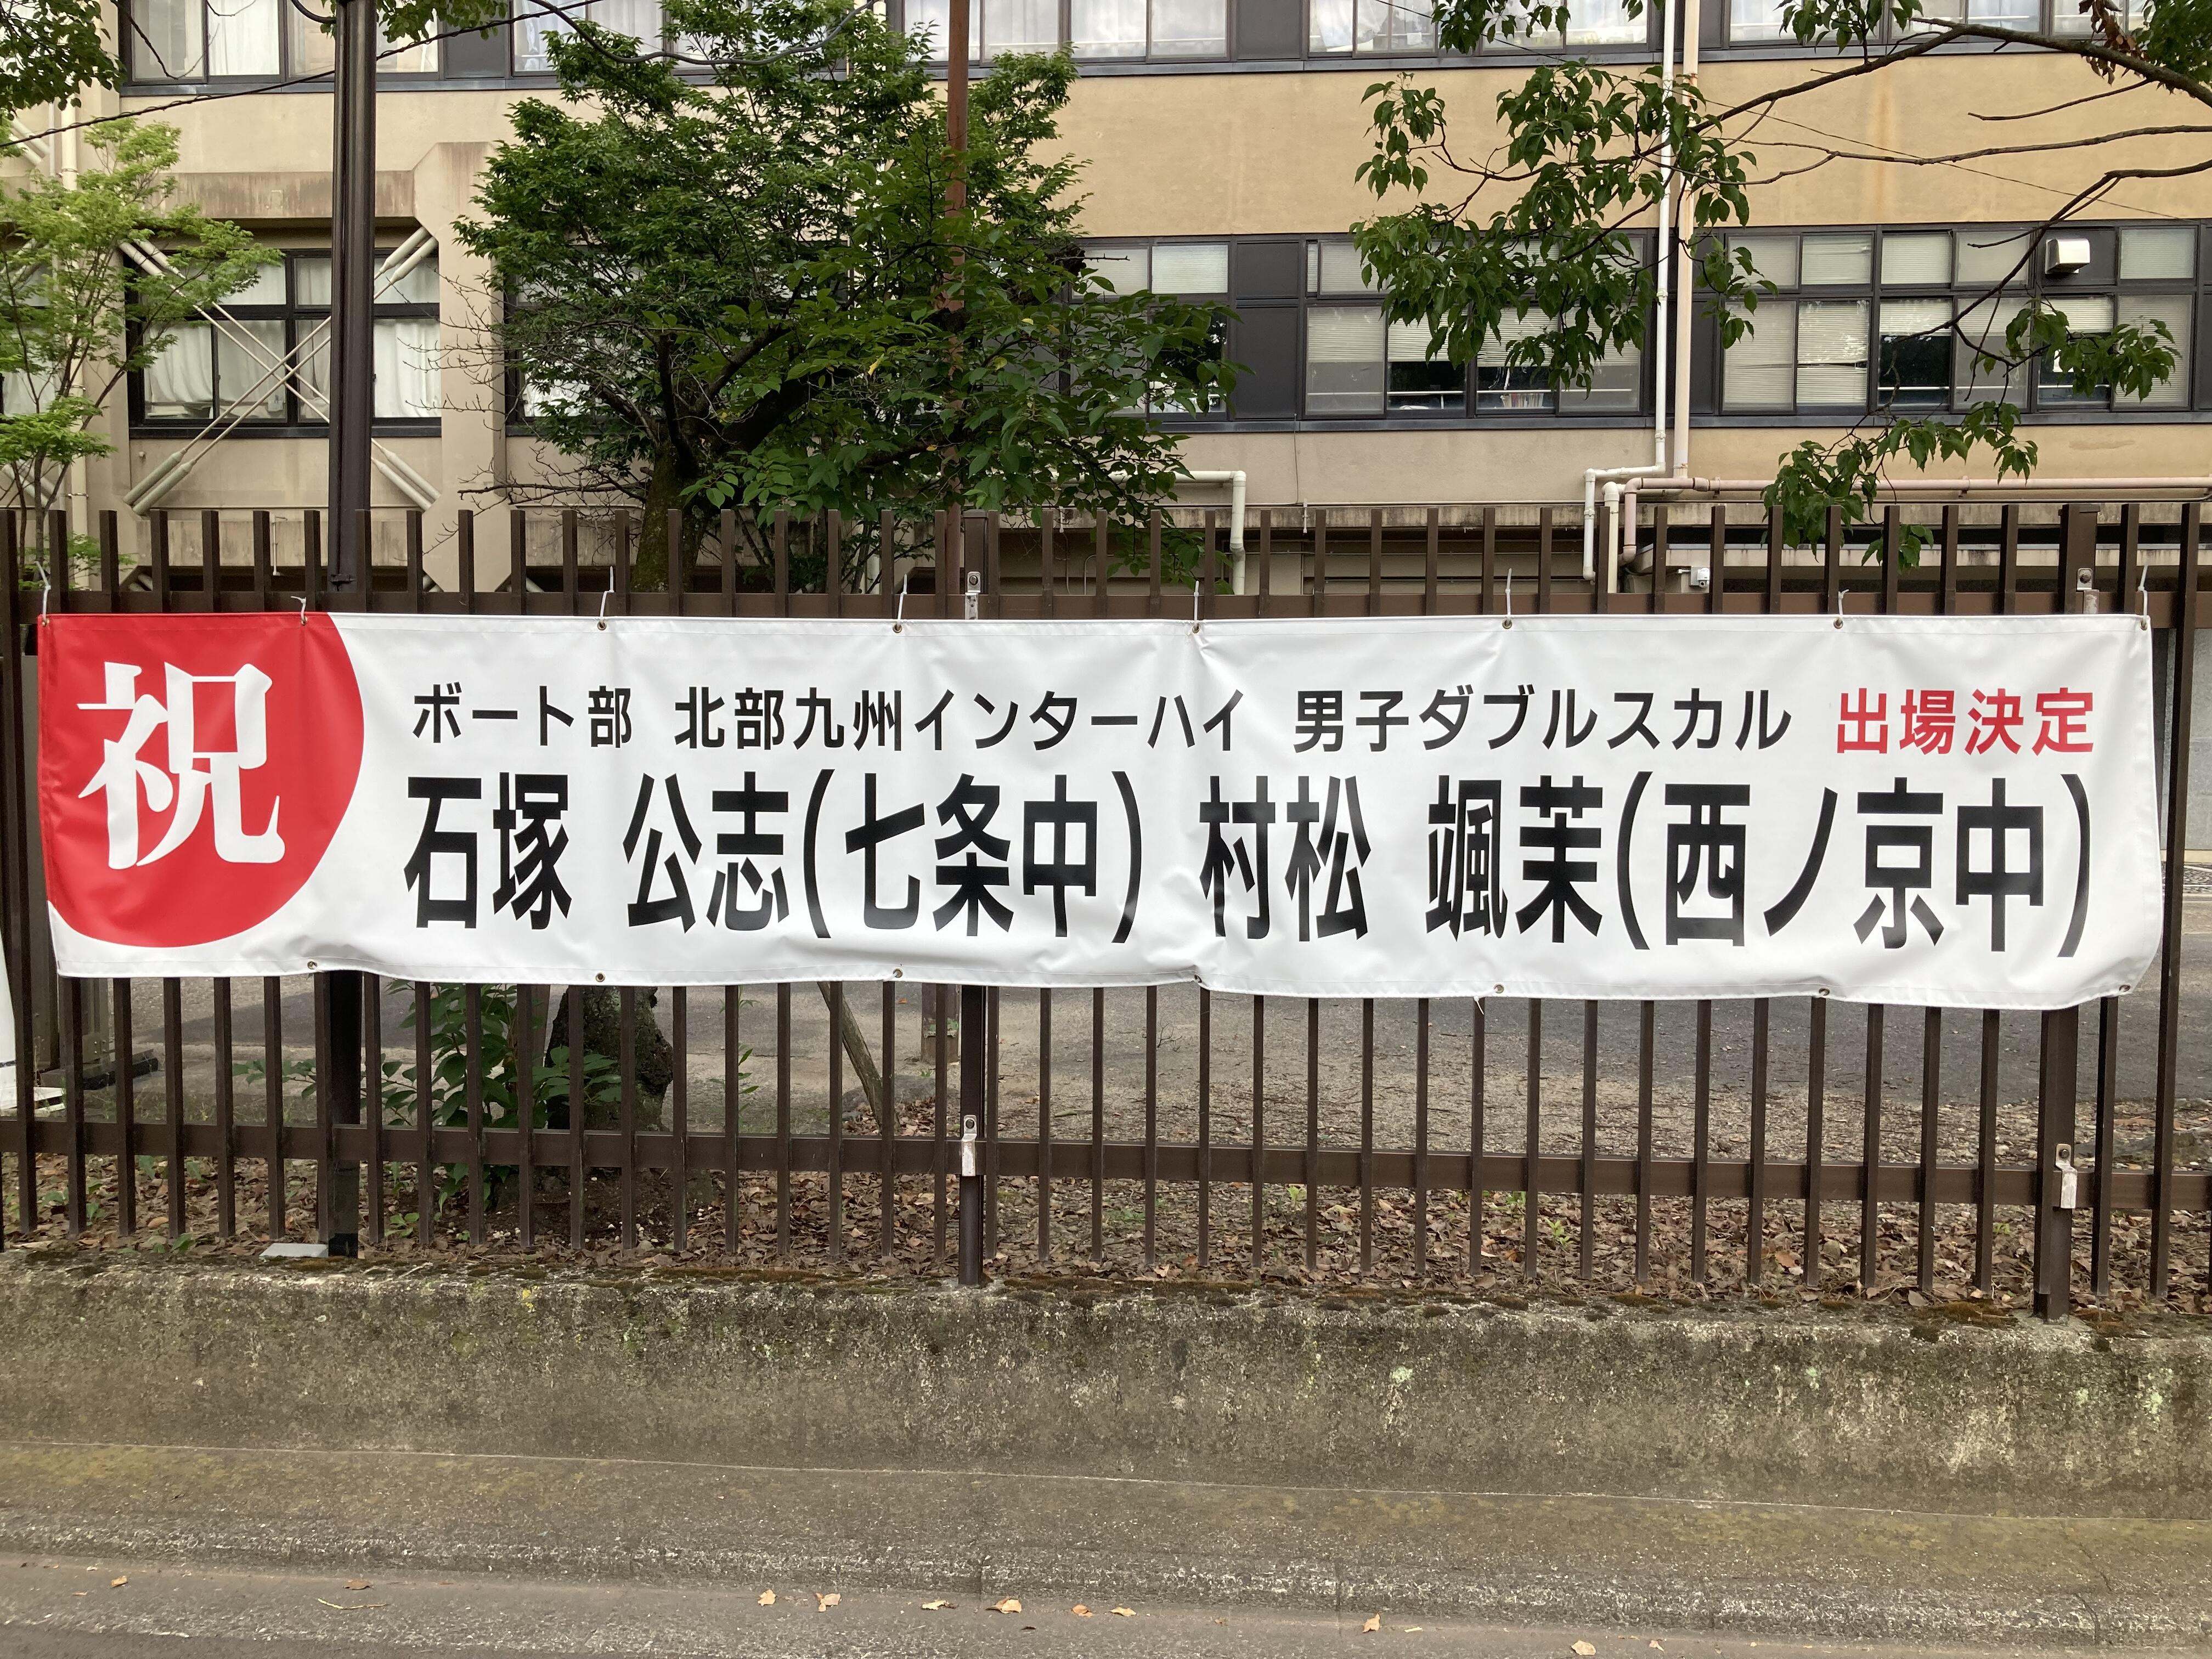 祝
ボート部 北部九州インターハイ 男子ダブルスカル 出場決定
石塚 公志(七条中) 村松 颯茉(西ノ京中)